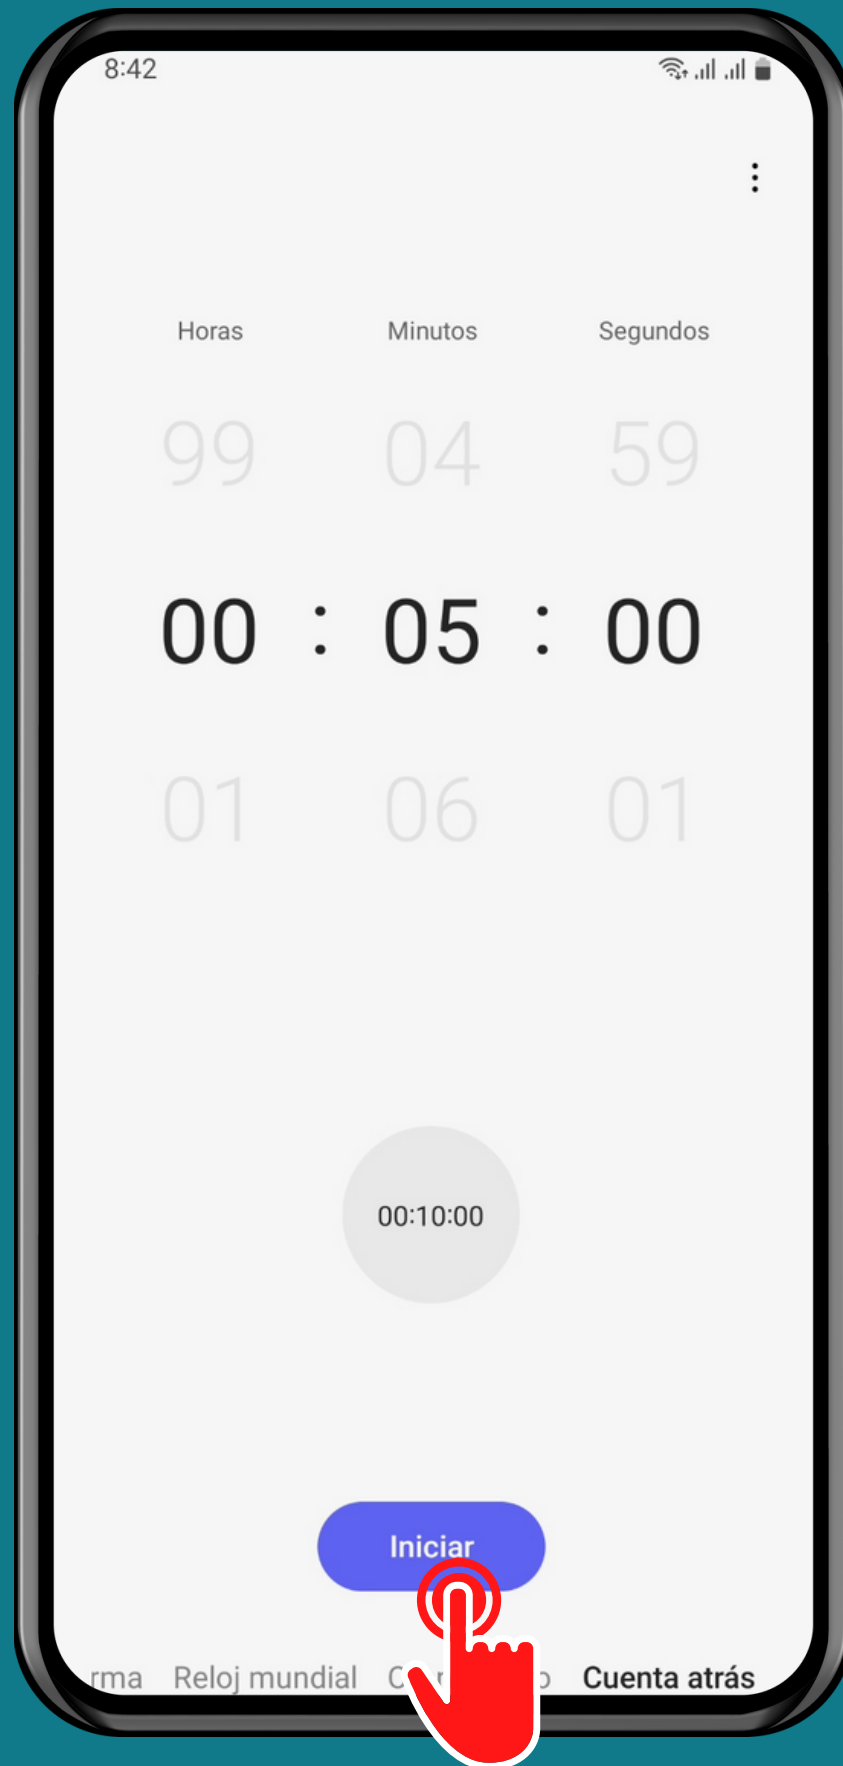 8:42
Horas Minutos Segundos
99 04 59
00 : 05 : 00
01 06 01
00:10:00
Iniciar
rma Reloj mundial Cuenta atrás